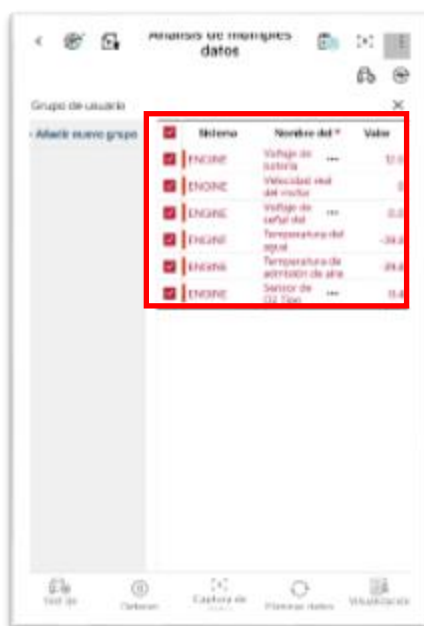 Análisis de múltiples
datos
Grupo de usuario
Añadir nuevo grupo
Sistema Nombre del * Valor
ENGINE Voltaje de batería ... 12.0
ENGINE Velocidad real del motor 0
ENGINE Voltaje de señal del ... 0.0
ENGINE Temperatura del agua
ENGINE Temperatura de admisión de aire
ENGINE Sensor de O2 Tipo ...
Test de
Detener
Captura de
Eliminar datos
Visualización